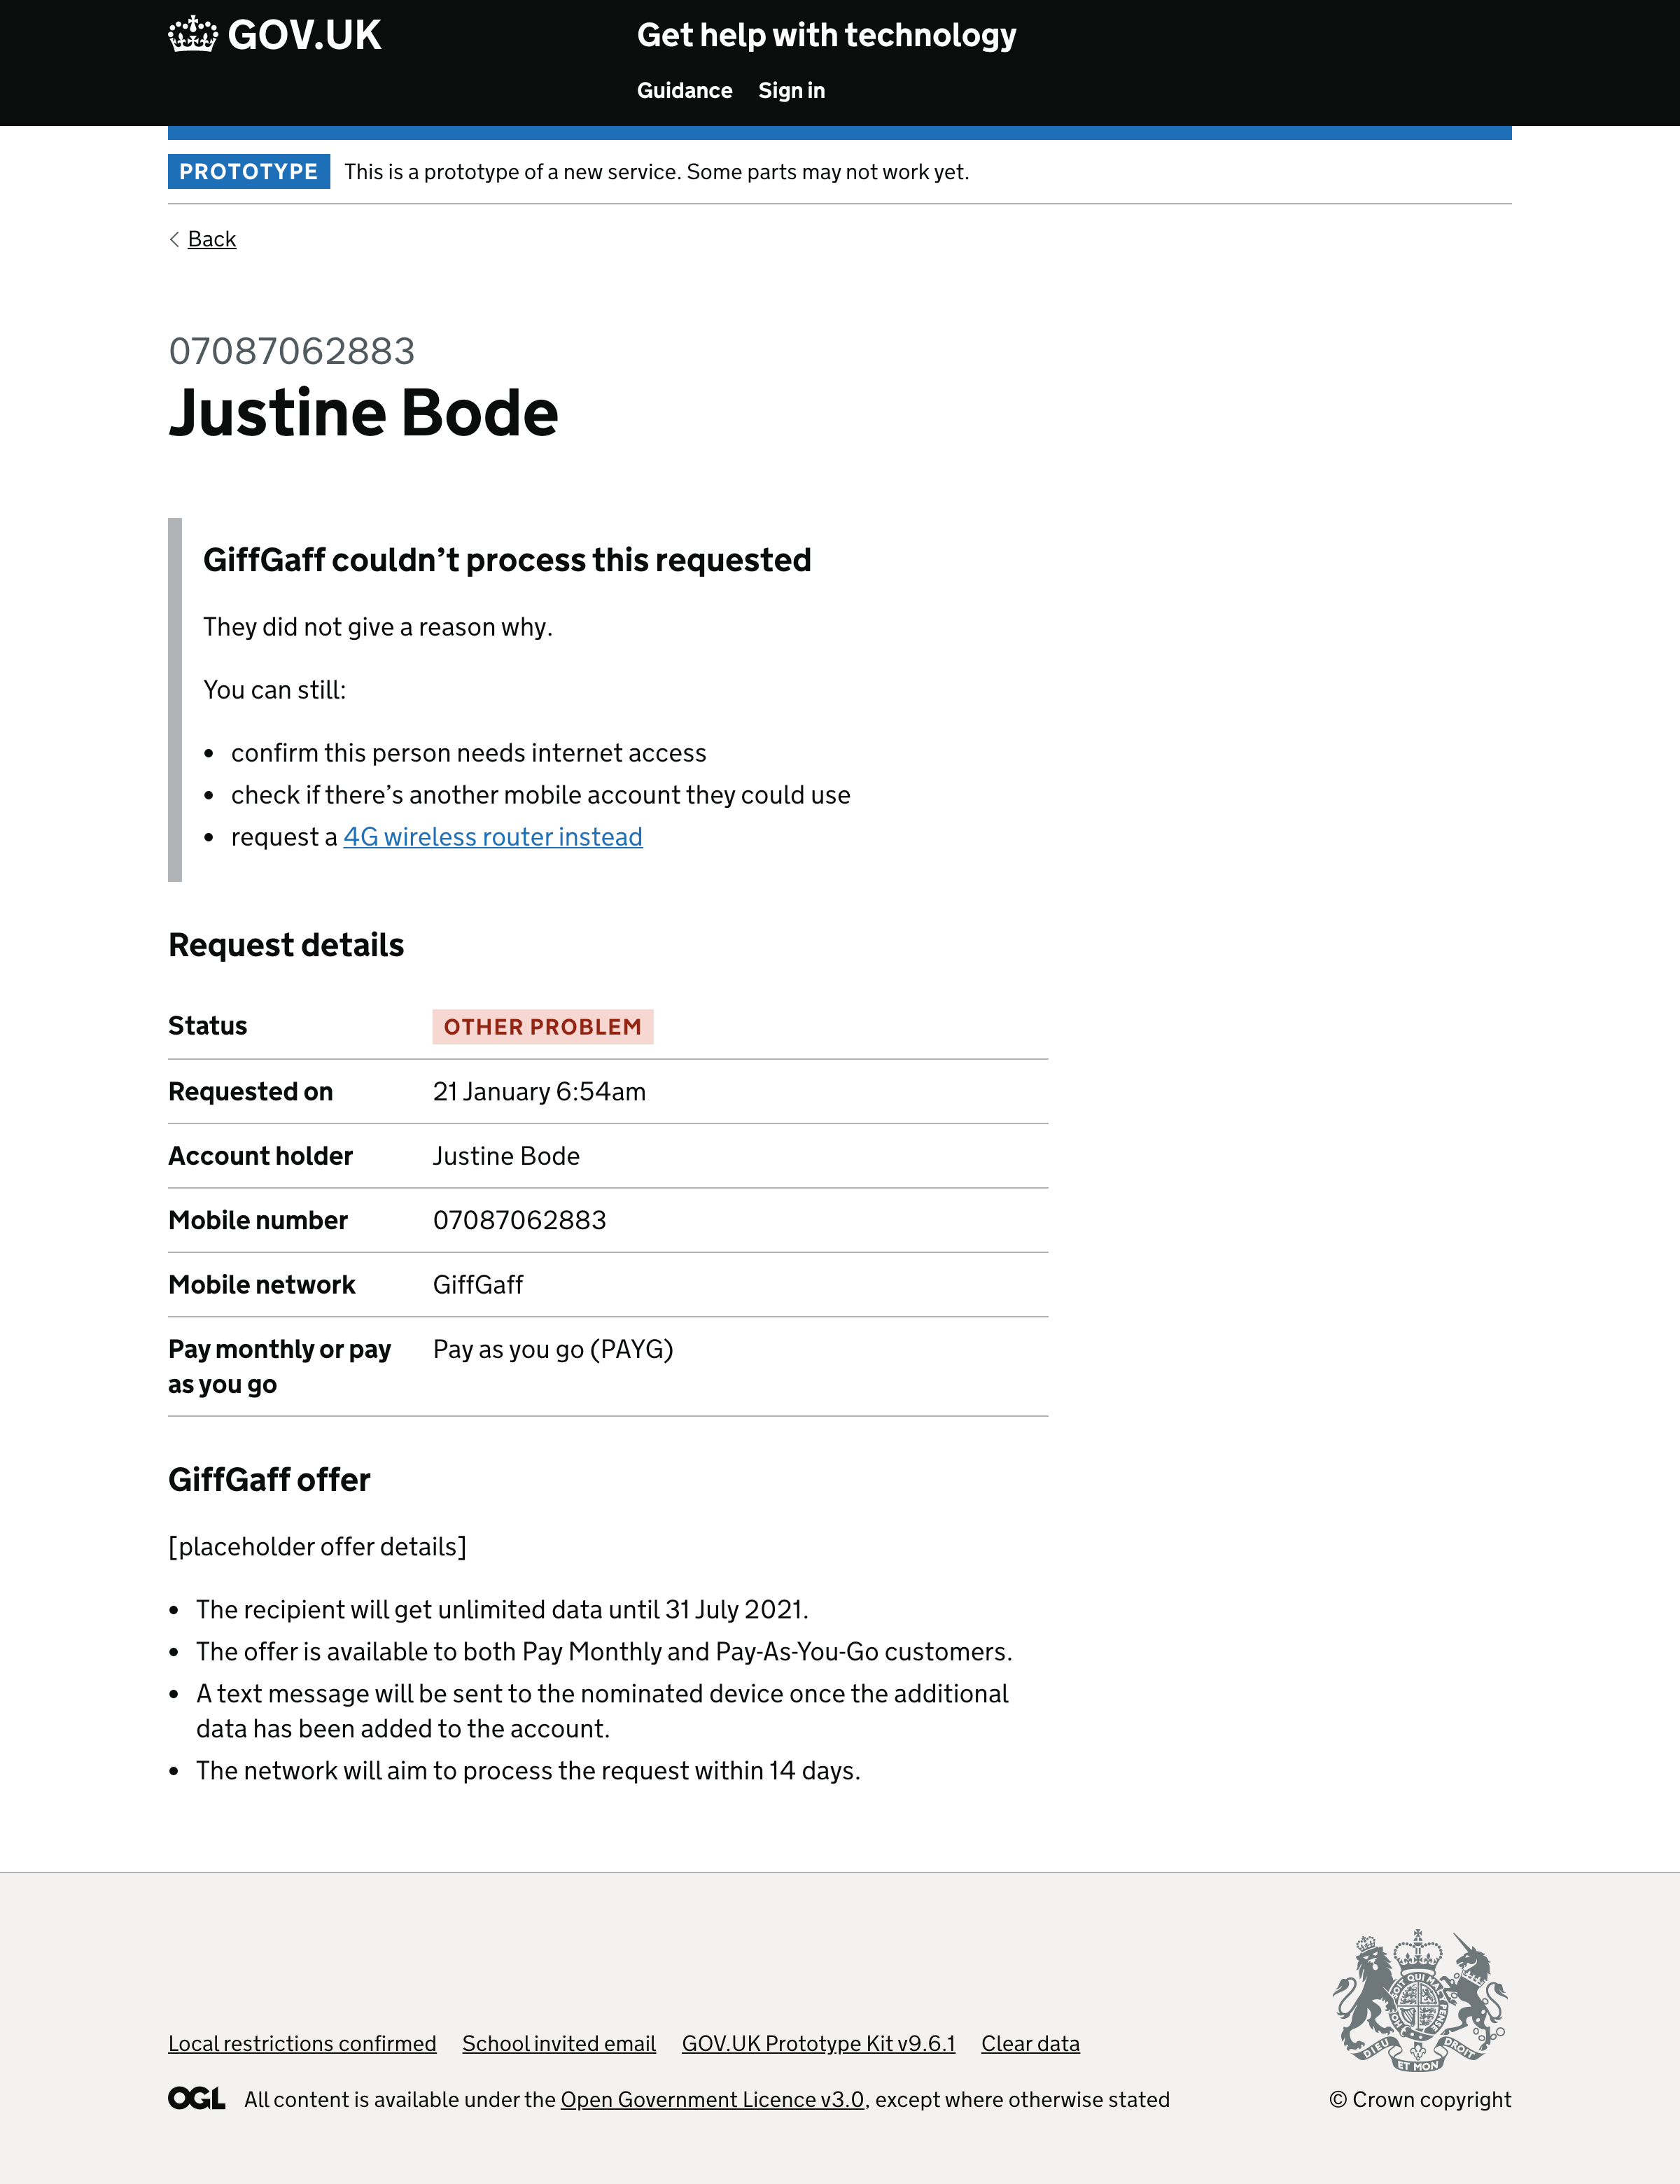 GOV.UK
Get help with technology
Guidance Sign in
PROTOTYPE This is a prototype of a new service. Some parts may not work yet.
Back
07087062883
Justine Bode
GiffGaff couldn’t process this requested
They did not give a reason why.
You can still:
• confirm this person needs internet access
• check if there’s another mobile account they could use
• request a 4G wireless router instead
Request details
Status OTHER PROBLEM
Requested on 21 January 6:54am
Account holder Justine Bode
Mobile number 07087062883
Mobile network GiffGaff
Pay monthly or pay Pay as you go (PAYG)
as you go
GiffGaff offer
[placeholder offer details]
• The recipient will get unlimited data until 31 July 2021.
• The offer is available to both Pay Monthly and Pay-As-You-Go customers.
• A text message will be sent to the nominated device once the additional
data has been added to the account.
• The network will aim to process the request within 14 days.
Local restrictions confirmed School invited email GOV.UK Prototype Kit v9.6.1 Clear data
OGL All content is available under the Open Government Licence v3.0, except where otherwise stated
DIEU ET MON DROIT
© Crown copyright